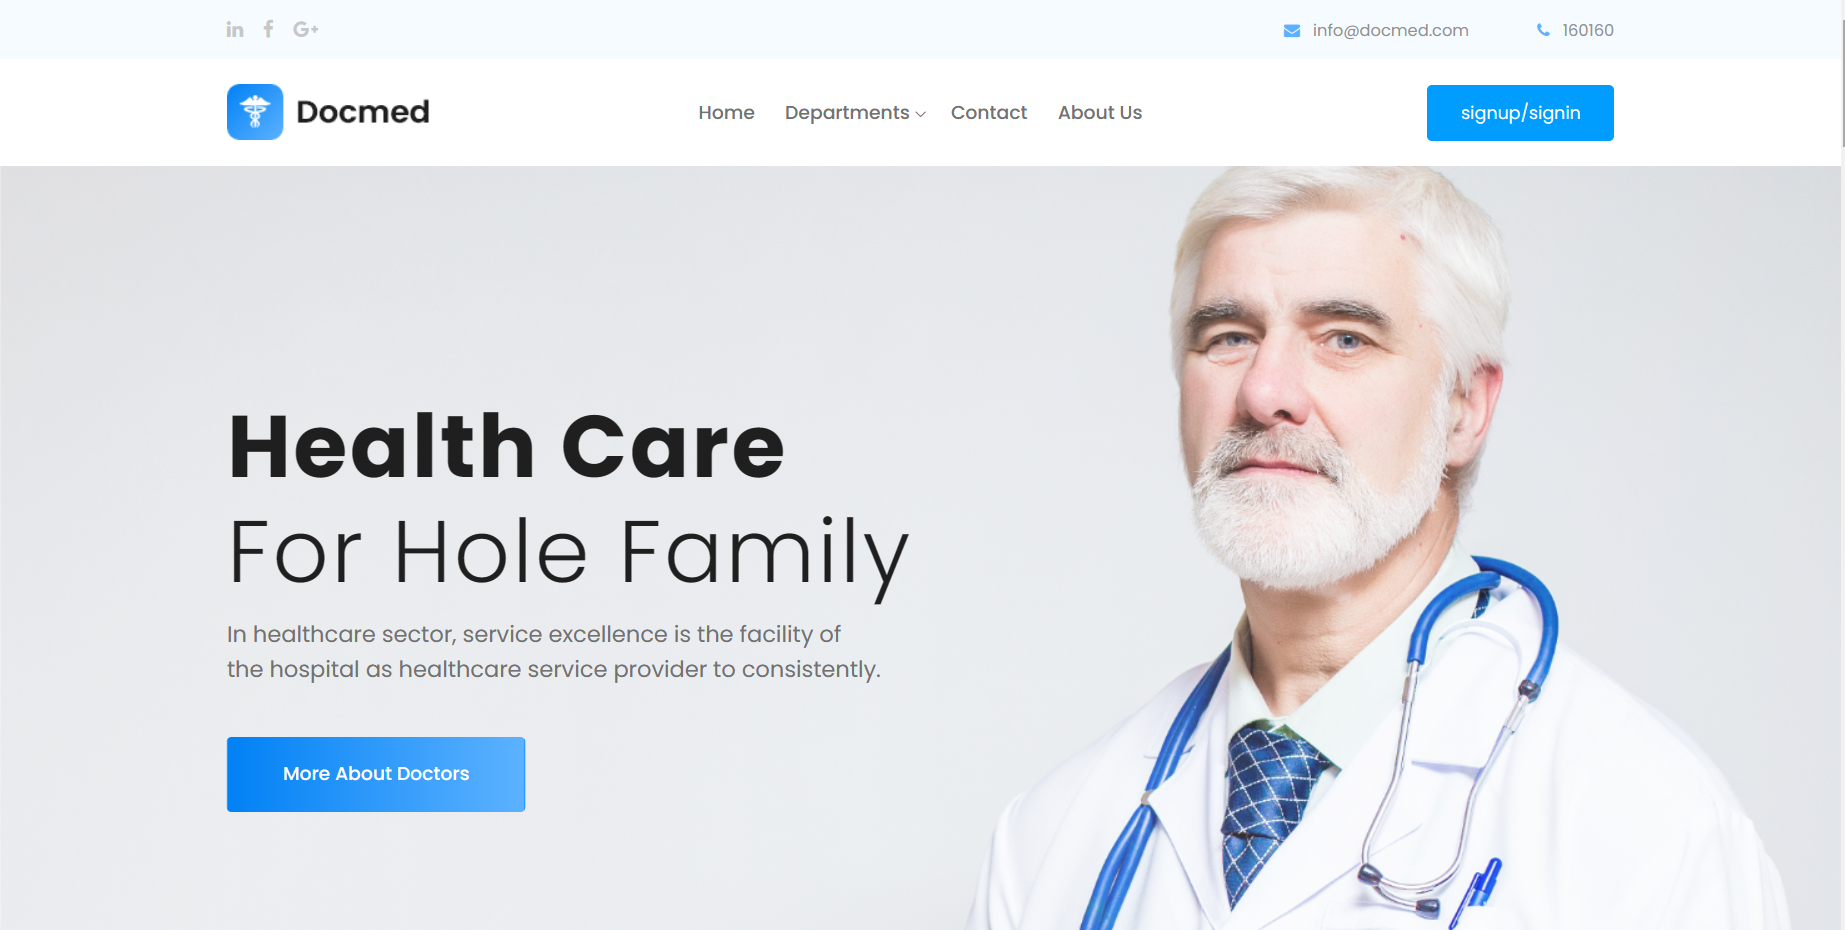 info@docmed.com
160160
Docmed
Home
Departments
Contact
About Us
signup/signin
Health Care
For Hole Family
In healthcare sector, service excellence is the facility of
the hospital as healthcare service provider to consistently.
More About Doctors